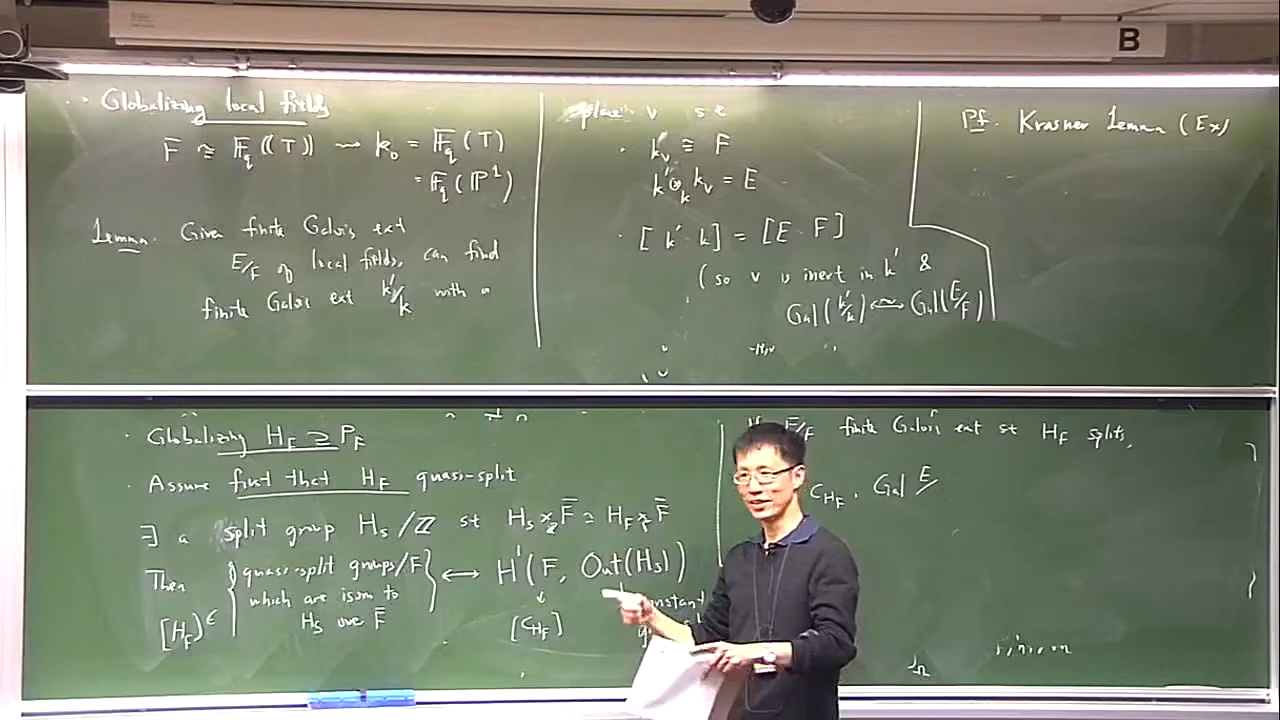 · Globalizing local fields
F ≅ 𝔽_q((T)) ⇝ k_0 = 𝔽_q(T)
= 𝔽_q(ℙ^1)
Lemma. Given finite Galois ext
E/F of local fields, can find
finite Galois ext k'/k with a
place v st
· k_v ≅ F
k' ⊗_k k_v = E
· [k' : k] = [E : F]
(so v is inert in k' &
Gal(k'/k) ↔ Gal(E/F)
Pf. Krasner Lemma (Ex)
· Globalizing H_F ⊇ P_F
· Assume first that H_F quasi-split
∃ a split group H_s/ℤ st H_s ×_ℤ F̄ ≃ H_F ×_F F̄
Then { quasi-split groups/F
which are isom to
H_s over F̄ } ↔ H^1(F, Out(H_s))
[H_F] ∈
[C_{H_F}]
constant
E/F finite Galois ext st H_F splits,
C_{H_F} : Gal E/
B